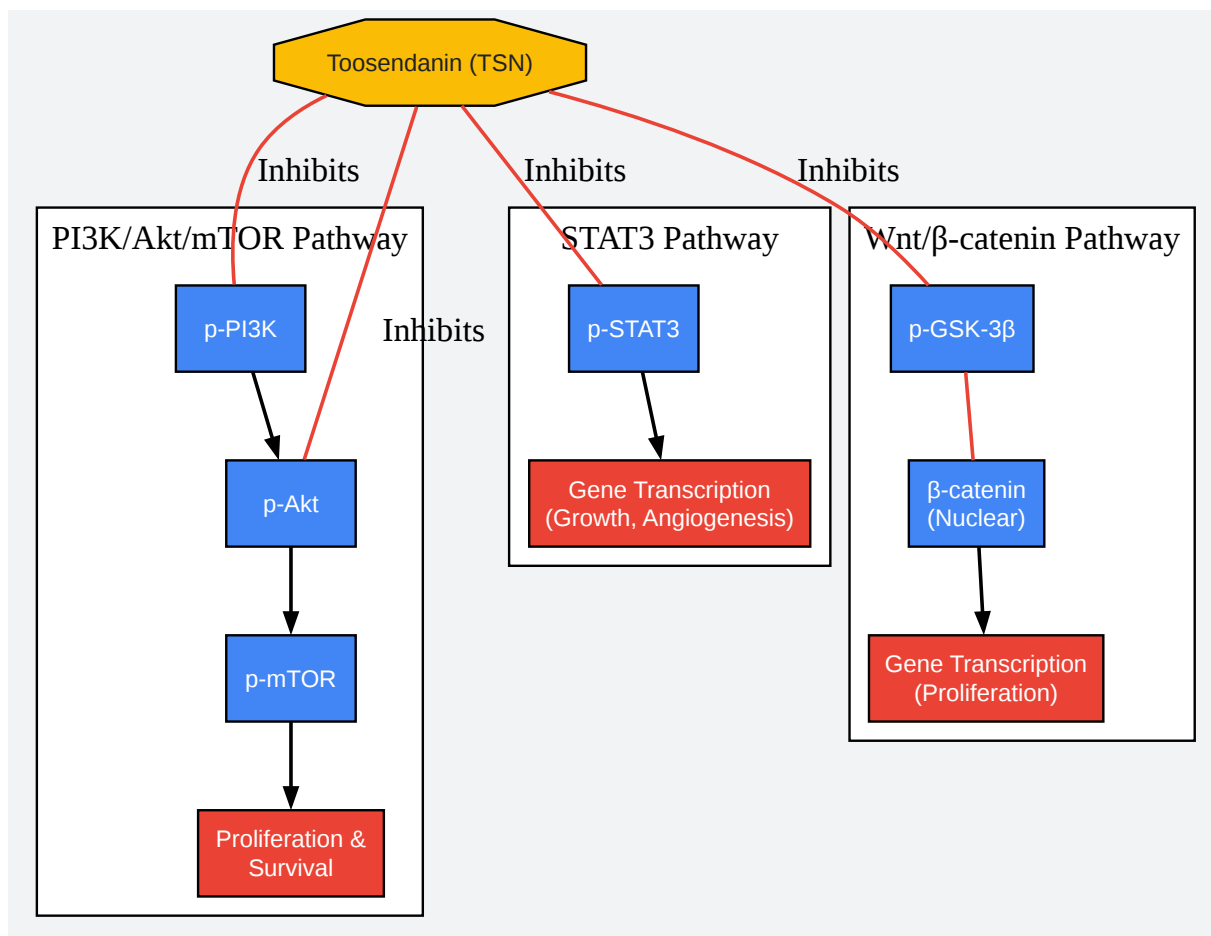 Toosendanin (TSN)
Inhibits
Inhibits
Inhibits
PI3K/Akt/mTOR Pathway
STAT3 Pathway
Wnt/β-catenin Pathway
p-PI3K
Inhibits
p-STAT3
p-GSK-3β
p-Akt
Gene Transcription
(Growth, Angiogenesis)
β-catenin
(Nuclear)
p-mTOR
Gene Transcription
(Proliferation)
Proliferation &
Survival